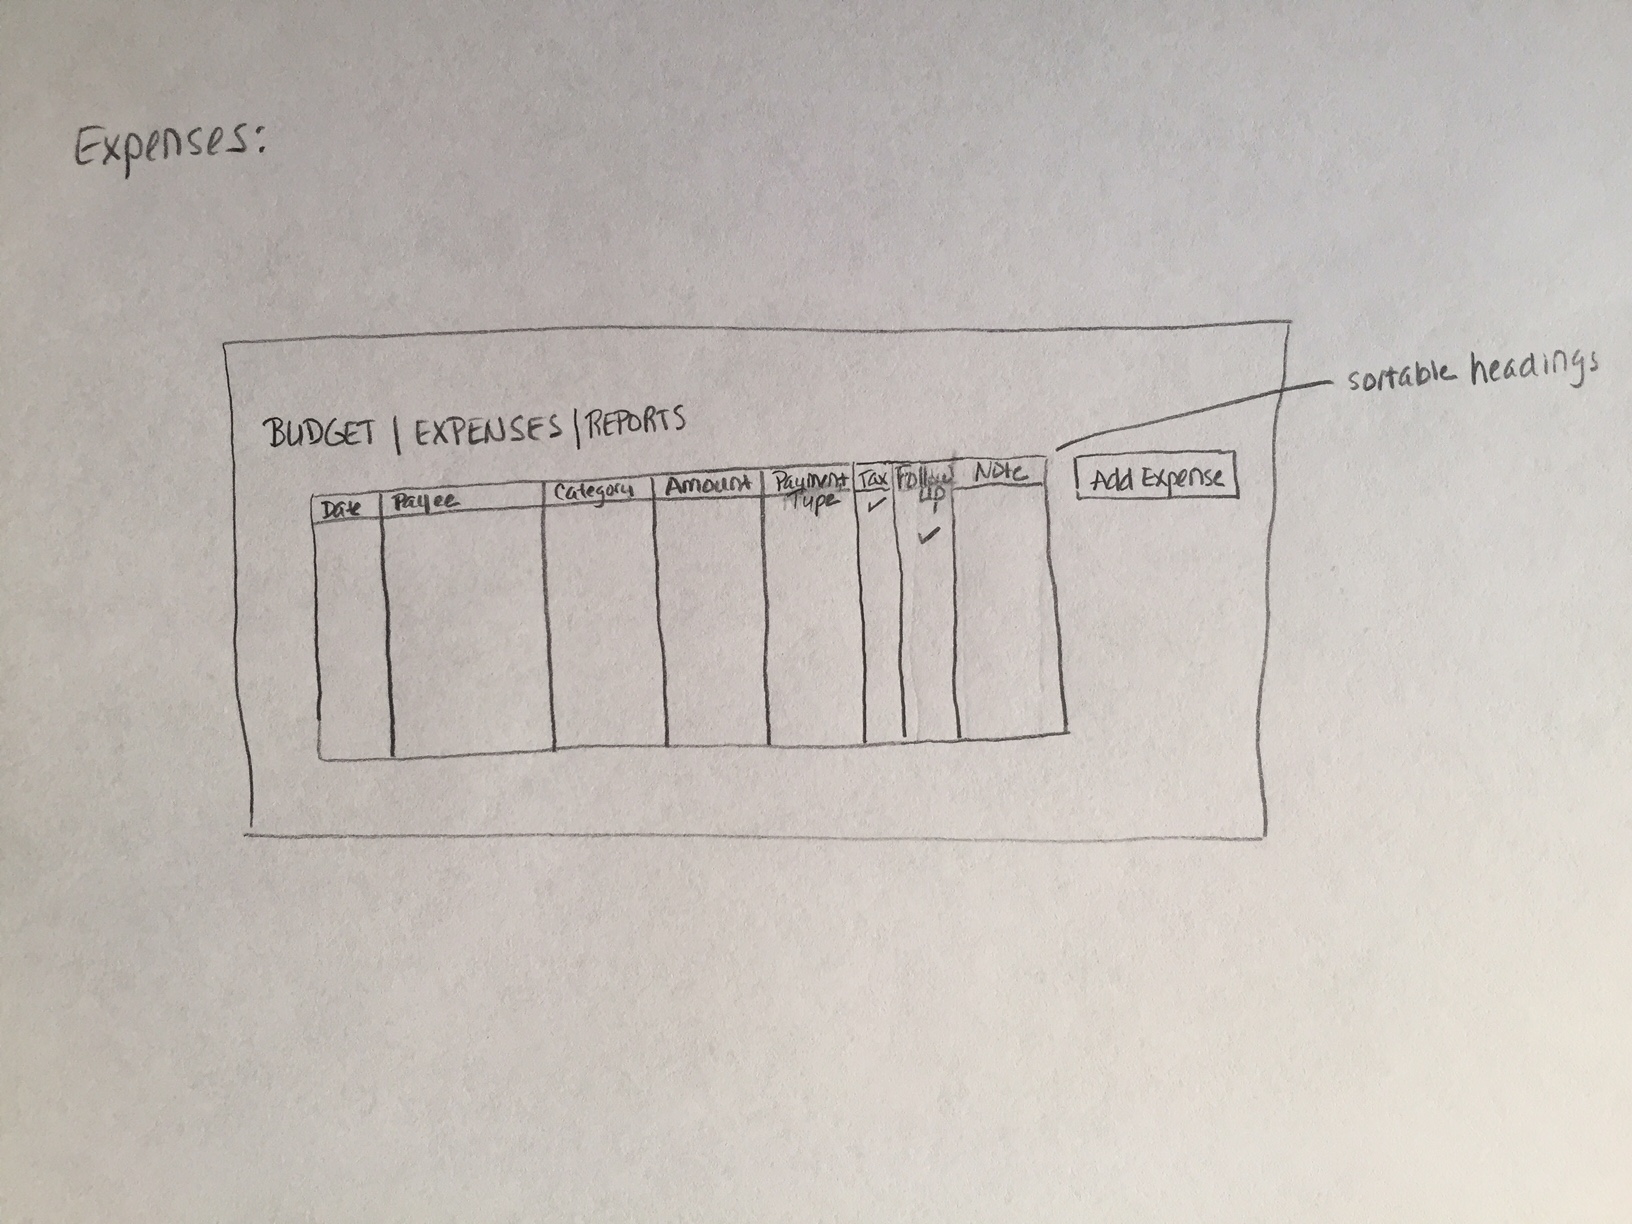 Expenses:
sortable headings
BUDGET | EXPENSES | REPORTS
Date Payee Category Amount Payment Type Tax Follow Up Note
Add Expense
✓
✓